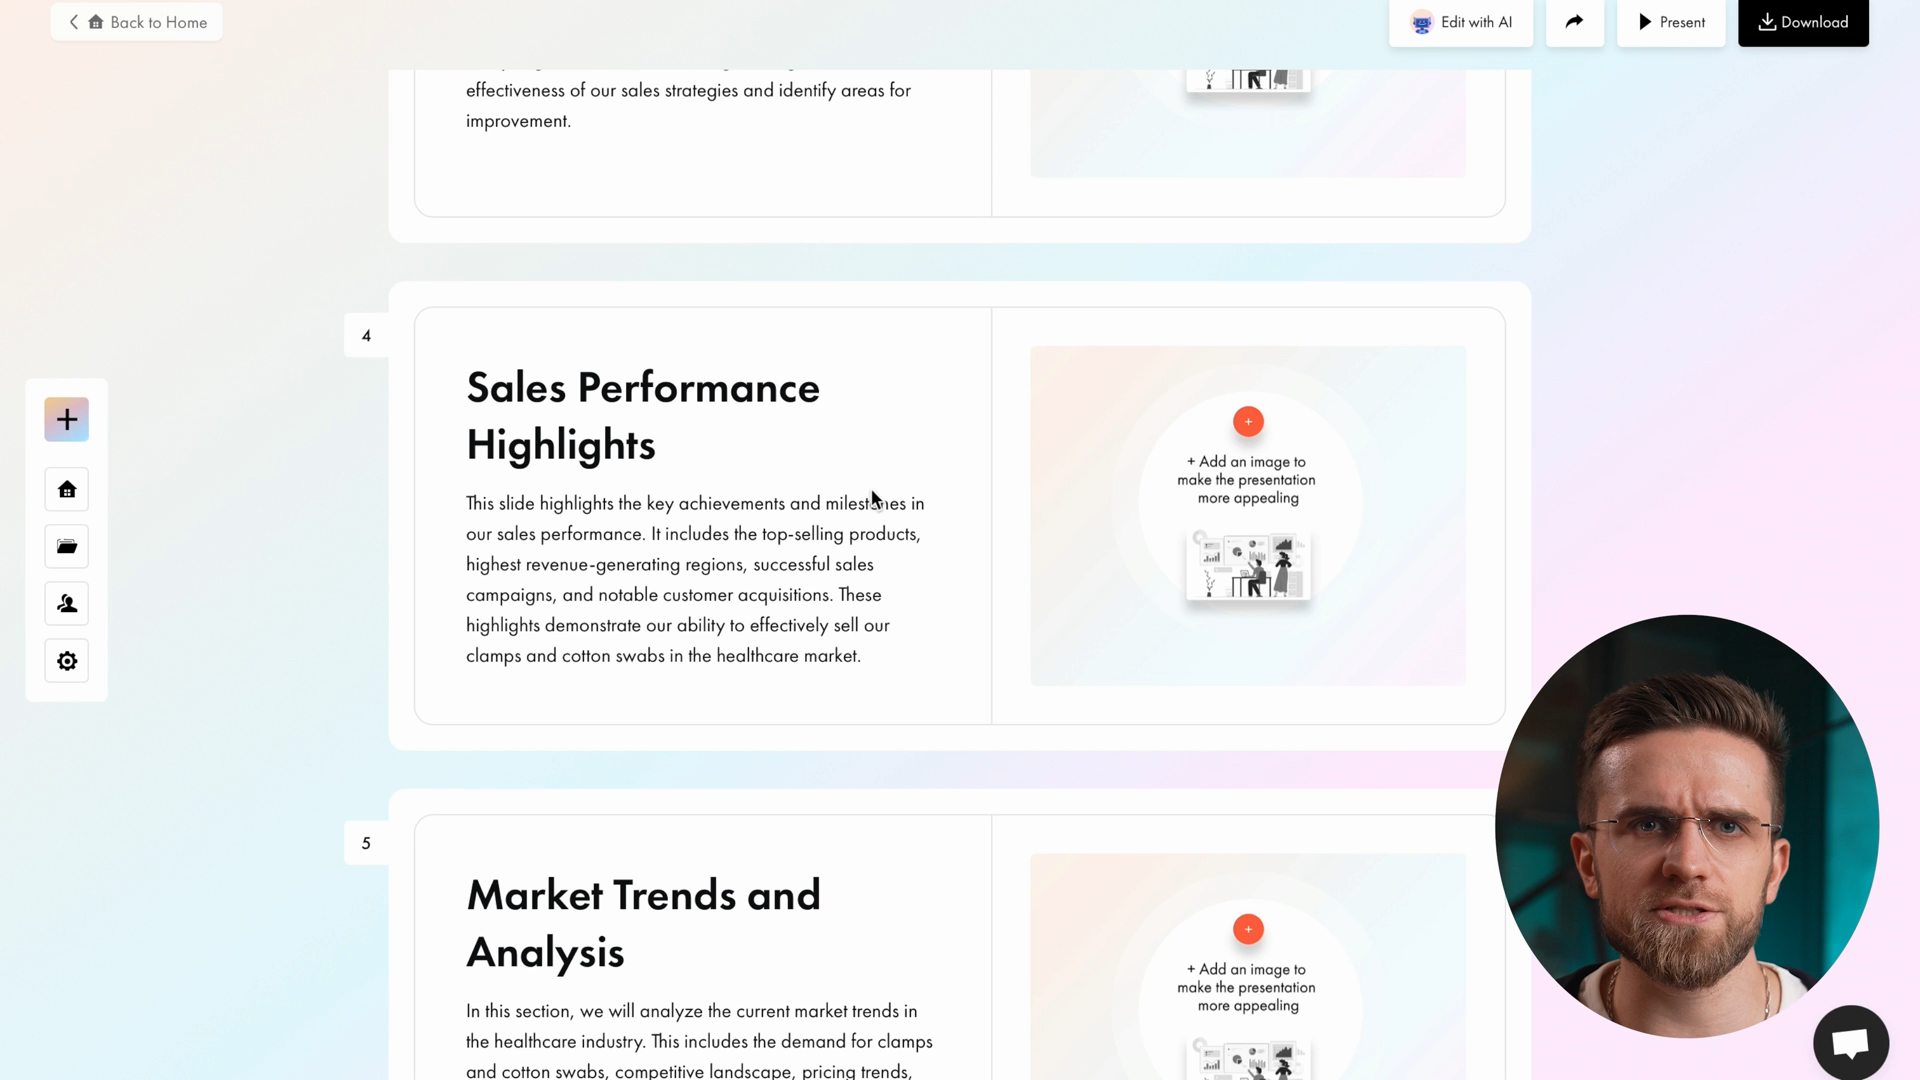 Back to Home
Edit with AI
Present
Download
effectiveness of our sales strategies and identify areas for
improvement.
4
Sales Performance
Highlights
This slide highlights the key achievements and milestones in
our sales performance. It includes the top-selling products,
highest revenue-generating regions, successful sales
campaigns, and notable customer acquisitions. These
highlights demonstrate our ability to effectively sell our
clamps and cotton swabs in the healthcare market.
+ Add an image to
make the presentation
more appealing
5
Market Trends and
Analysis
In this section, we will analyze the current market trends in
the healthcare industry. This includes the demand for clamps
and cotton swabs, competitive landscape, pricing trends,
+ Add an image to
make the presentation
more appealing